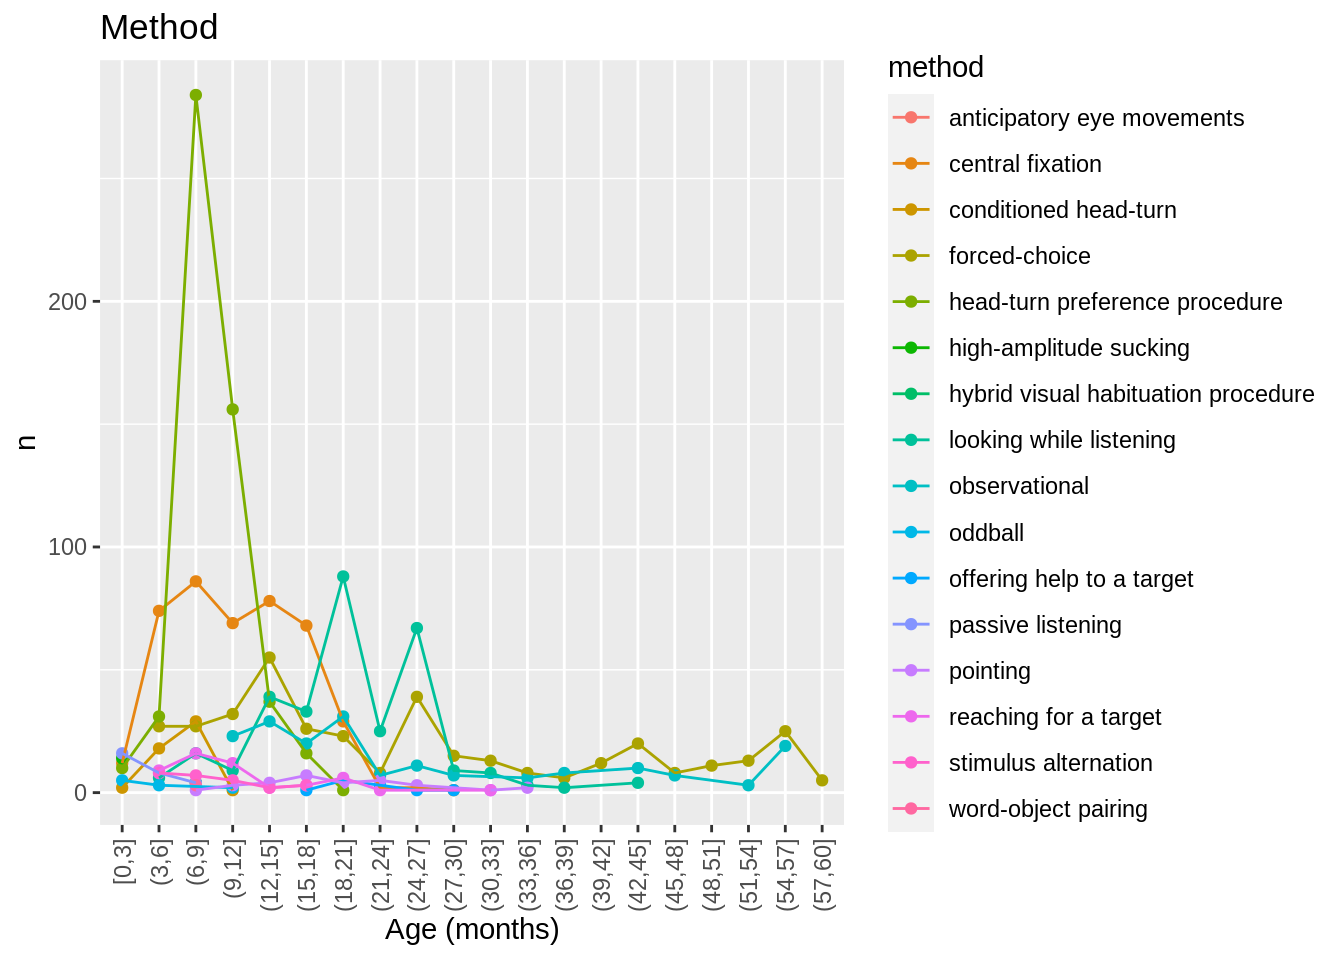 Method
n
200
100
0
[0,3]
(3,6]
(6,9]
(9,12]
(12,15]
(15,18]
(18,21]
(21,24]
(24,27]
(27,30]
(30,33]
(33,36]
(36,39]
(39,42]
(42,45]
(45,48]
(48,51]
(51,54]
(54,57]
(57,60]
Age (months)
method
anticipatory eye movements
central fixation
conditioned head-turn
forced-choice
head-turn preference procedure
high-amplitude sucking
hybrid visual habituation procedure
looking while listening
observational
oddball
offering help to a target
passive listening
pointing
reaching for a target
stimulus alternation
word-object pairing